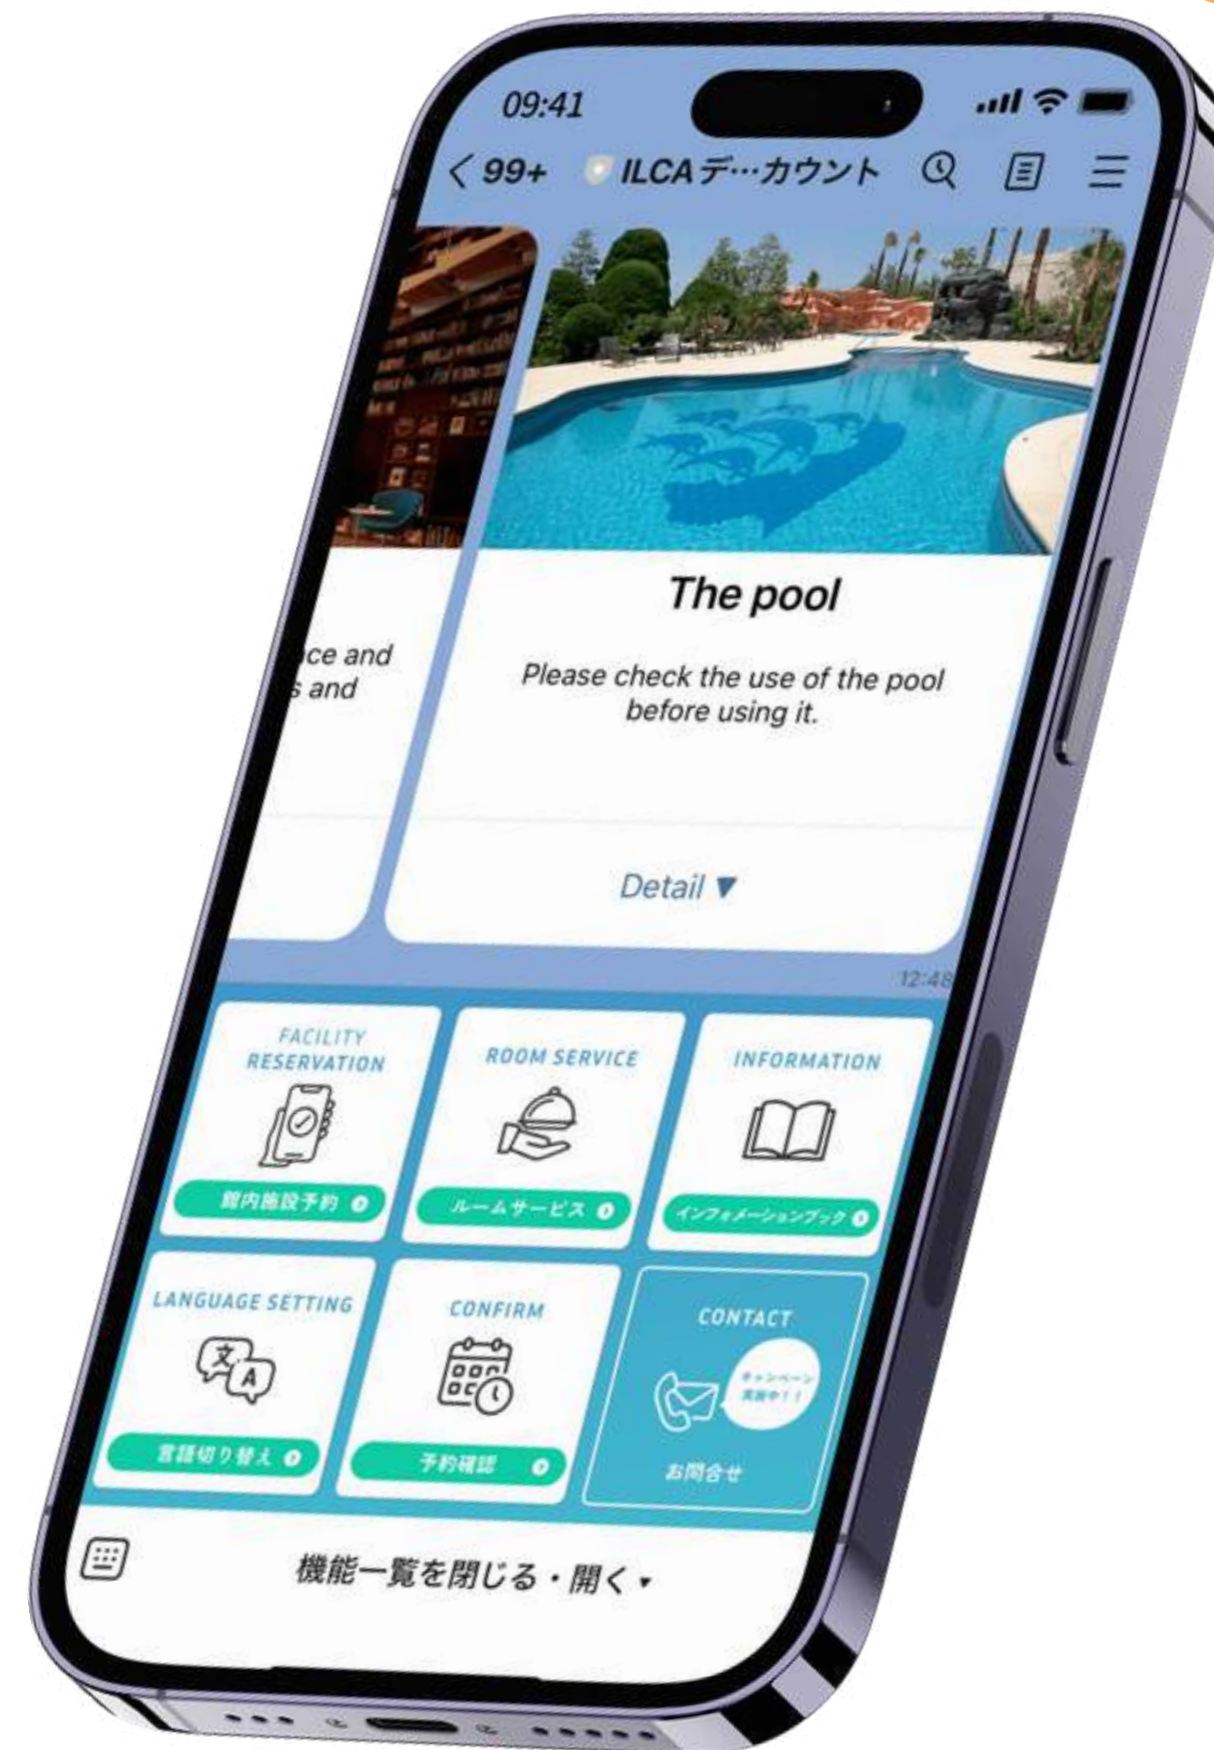 09:41
99+ ILCAデ…カウント
The pool
Please check the use of the pool
before using it.
ce and
s and
Detail ▼
12:48
FACILITY
RESERVATION
館内施設予約
ROOM SERVICE
ルームサービス
INFORMATION
インフォメーションブック
LANGUAGE SETTING
文 A
言語切り替え
CONFIRM
予約確認
CONTACT
キャンペーン
実施中！！
お問合せ
機能一覧を閉じる・開く▾